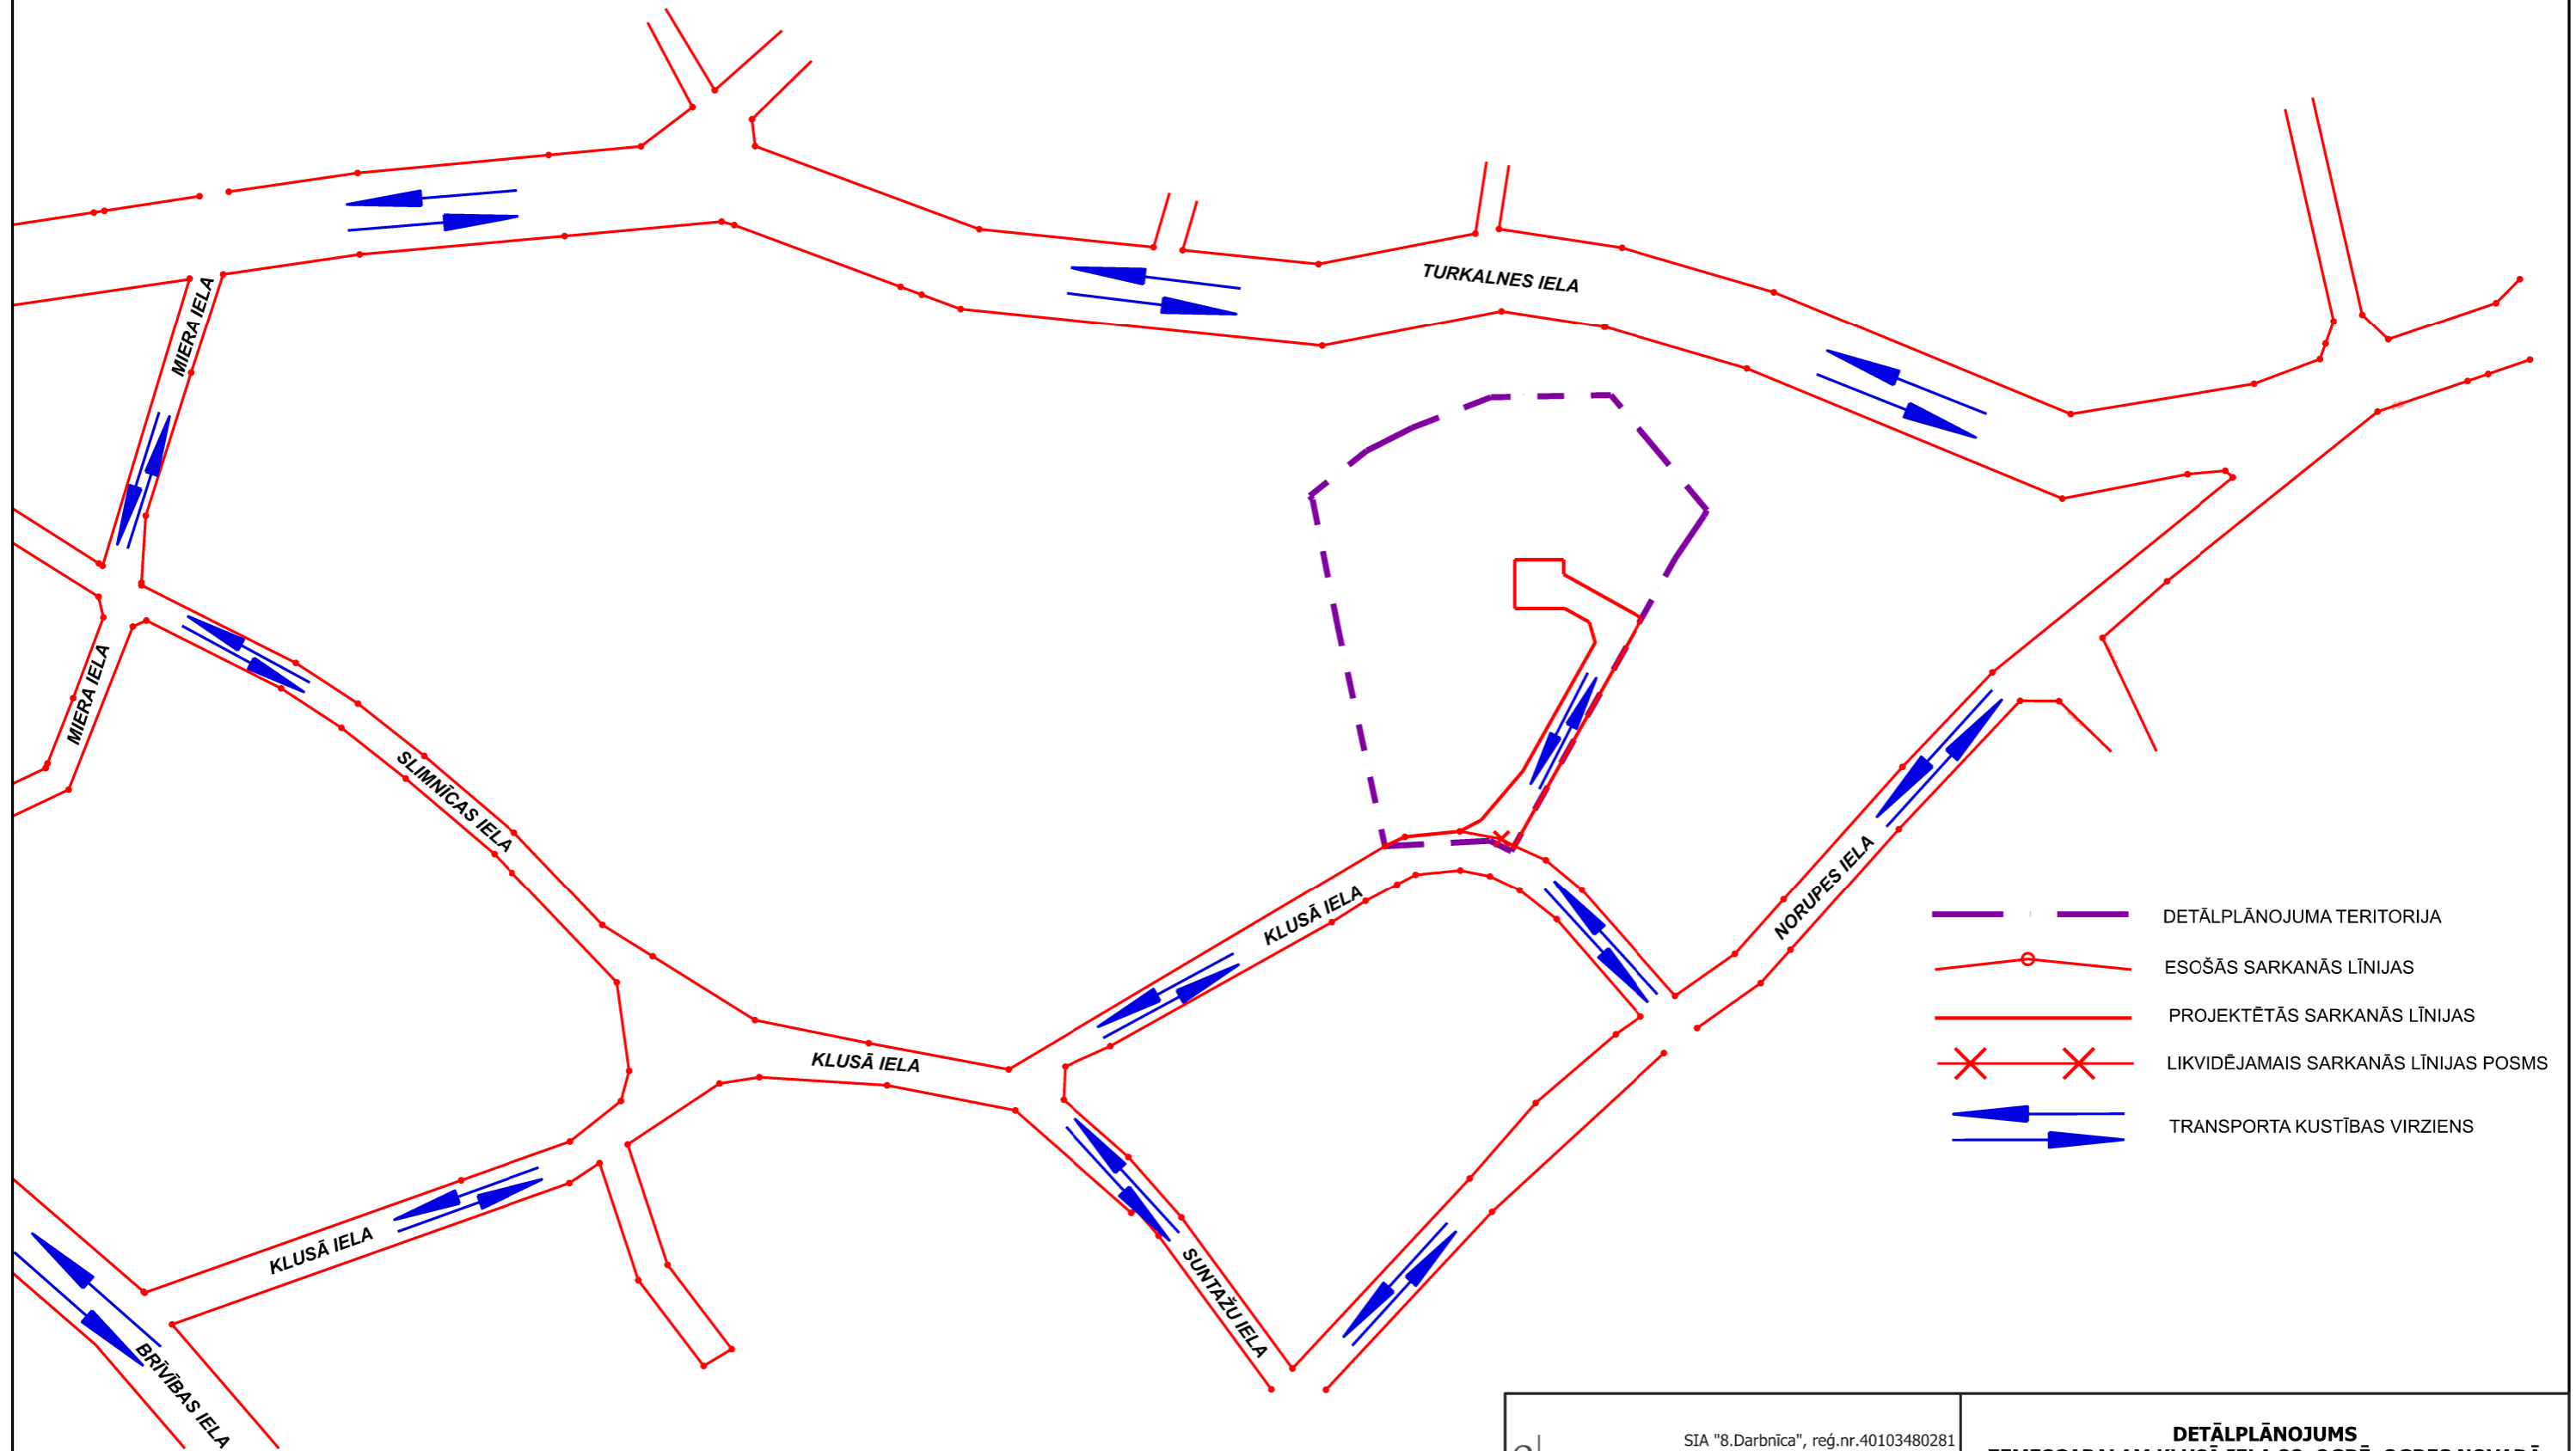 TURKALNES IELA
MIERA IELA
MIERA IELA
SLIMNĪCAS IELA
KLUSĀ IELA
NORUPES IELA
KLUSĀ IELA
KLUSĀ IELA
SUNTAŽU IELA
BRĪVĪBAS IELA
DETĀLPLĀNOJUMA TERITORIJA
ESOŠĀS SARKANĀS LĪNIJAS
PROJEKTĒTĀS SARKANĀS LĪNIJAS
LIKVIDĒJAMAIS SARKANĀS LĪNIJAS POSMS
TRANSPORTA KUSTĪBAS VIRZIENS
SIA "8.Darbnīca", reģ.nr.40103480281
DETĀLPLĀNOJUMS